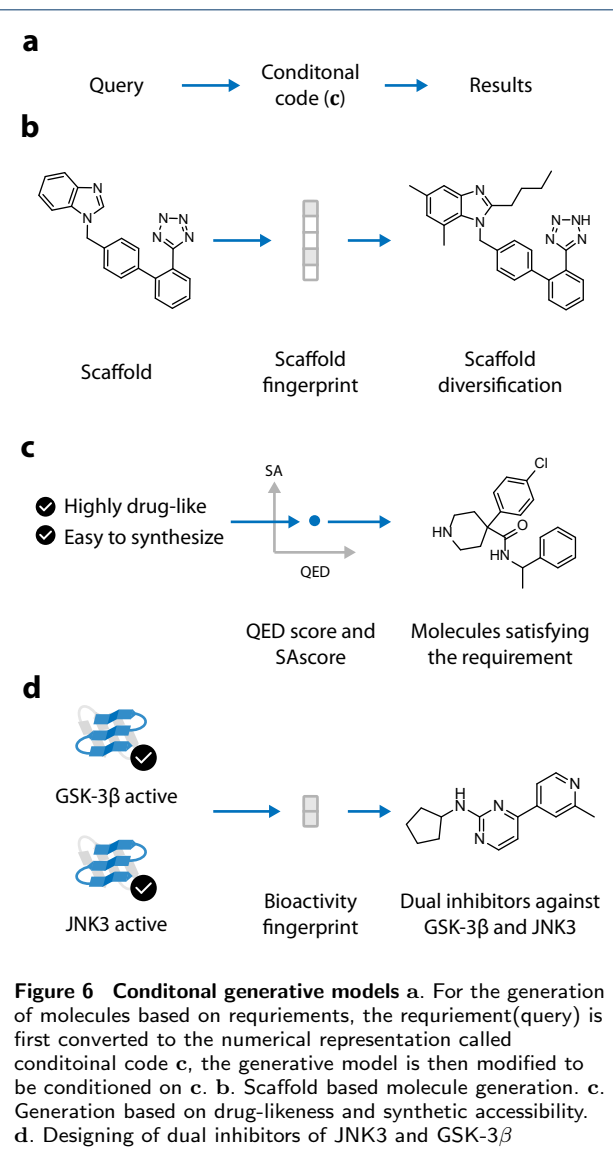 a
Query
Conditonal
code (c)
Results
b
N
N
N
N
N
N
N
N
N
N
NH
N
Scaffold
Scaffold
fingerprint
Scaffold
diversification
c
Highly drug-like
Easy to synthesize
SA
QED
Cl
HN
O
N
H
QED score and
SAscore
Molecules satisfying
the requirement
d
GSK-3β active
JNK3 active
H
N
N
N
N
Bioactivity
fingerprint
Dual inhibitors against
GSK-3β and JNK3
Figure 6 Conditonal generative models a. For the generation
of molecules based on requriements, the requriement(query) is
first converted to the numerical representation called
conditoinal code c, the generative model is then modified to
be conditioned on c. b. Scaffold based molecule generation. c.
Generation based on drug-likeness and synthetic accessibility.
d. Designing of dual inhibitors of JNK3 and GSK-3β